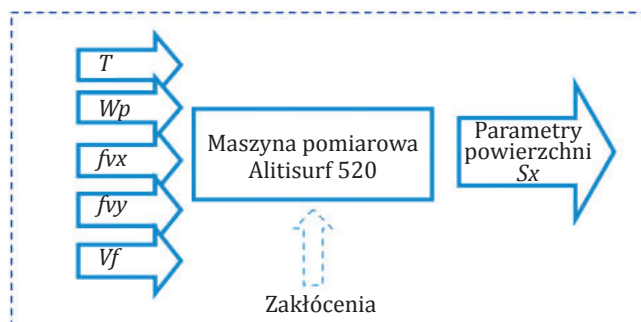 T
Wp
fvx
fvy
Vf
Maszyna pomiarowa
Alitisurf 520
Parametry
powierzchni
Sx
Zakłócenia